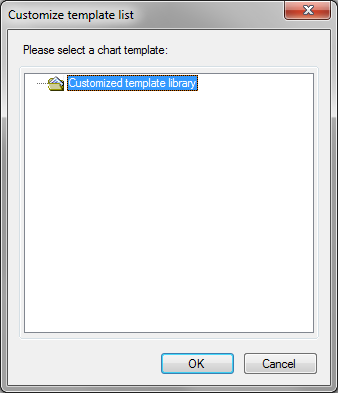 Customize template list
Please select a chart template:
Customized template library
OK
Cancel